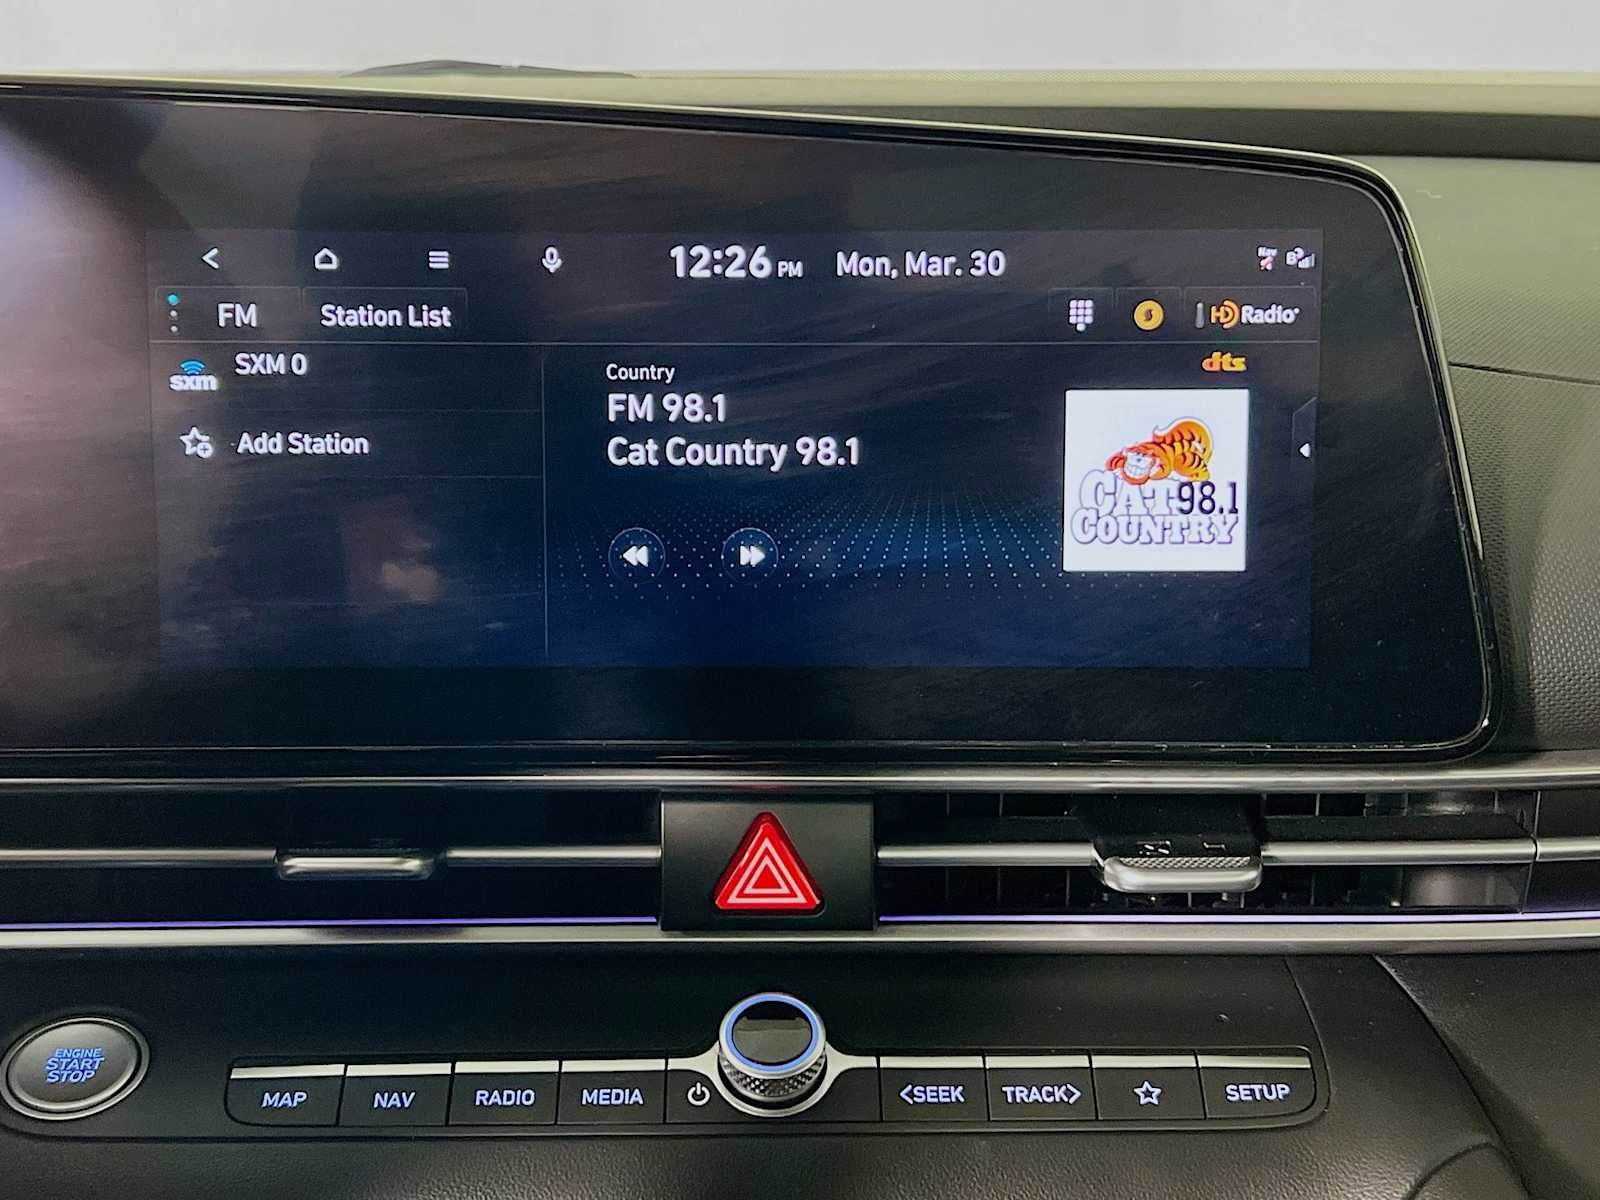 12:26 PM Mon, Mar. 30
FM Station List
HD Radio
sxm SXM 0
Add Station
Country
FM 98.1
Cat Country 98.1
dts
CAT 98.1
COUNTRY
ENGINE
START
STOP
MAP NAV RADIO MEDIA <SEEK TRACK> SETUP